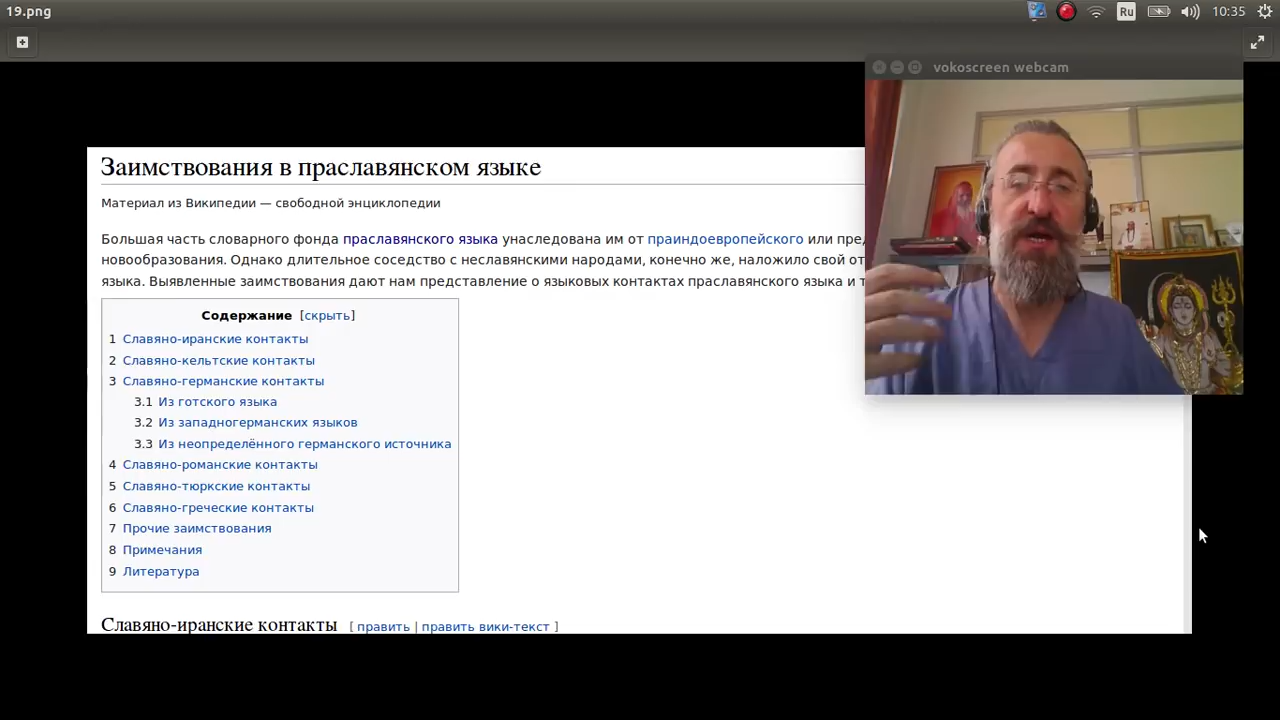 19.png
Ru
10:35
vokoscreen webcam
Заимствования в праславянском языке
Материал из Википедии — свободной энциклопедии
Большая часть словарного фонда праславянского языка унаследована им от праиндоевропейского или пред
новообразования. Однако длительное соседство с неславянскими народами, конечно же, наложило свой от
языка. Выявленные заимствования дают нам представление о языковых контактах праславянского языка и т
Содержание [скрыть]
1 Славяно-иранские контакты
2 Славяно-кельтские контакты
3 Славяно-германские контакты
3.1 Из готского языка
3.2 Из западногерманских языков
3.3 Из неопределённого германского источника
4 Славяно-романские контакты
5 Славяно-тюркские контакты
6 Славяно-греческие контакты
7 Прочие заимствования
8 Примечания
9 Литература
Славяно-иранские контакты [ править | править вики-текст ]